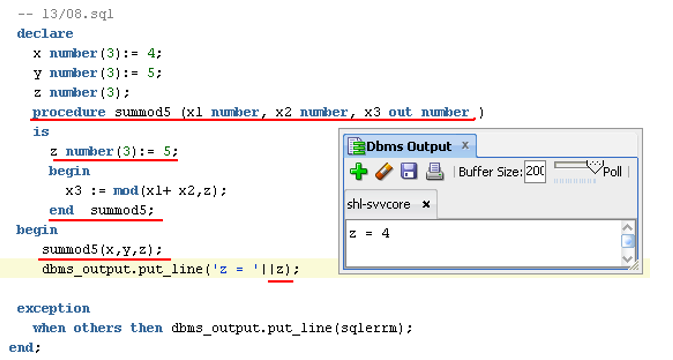 -- 13/08.sql
declare
x number(3):= 4;
y number(3):= 5;
z number(3);
procedure summod5 (x1 number, x2 number, x3 out number )
is
z number(3):= 5;
begin
x3 := mod(x1+ x2,z);
end summod5;
begin
summod5(x,y,z);
dbms_output.put_line('z = '||z);
exception
when others then dbms_output.put_line(sqlerrm);
end;
Dbms Output x
Buffer Size: 200 Poll
shl-svvcore x
z = 4